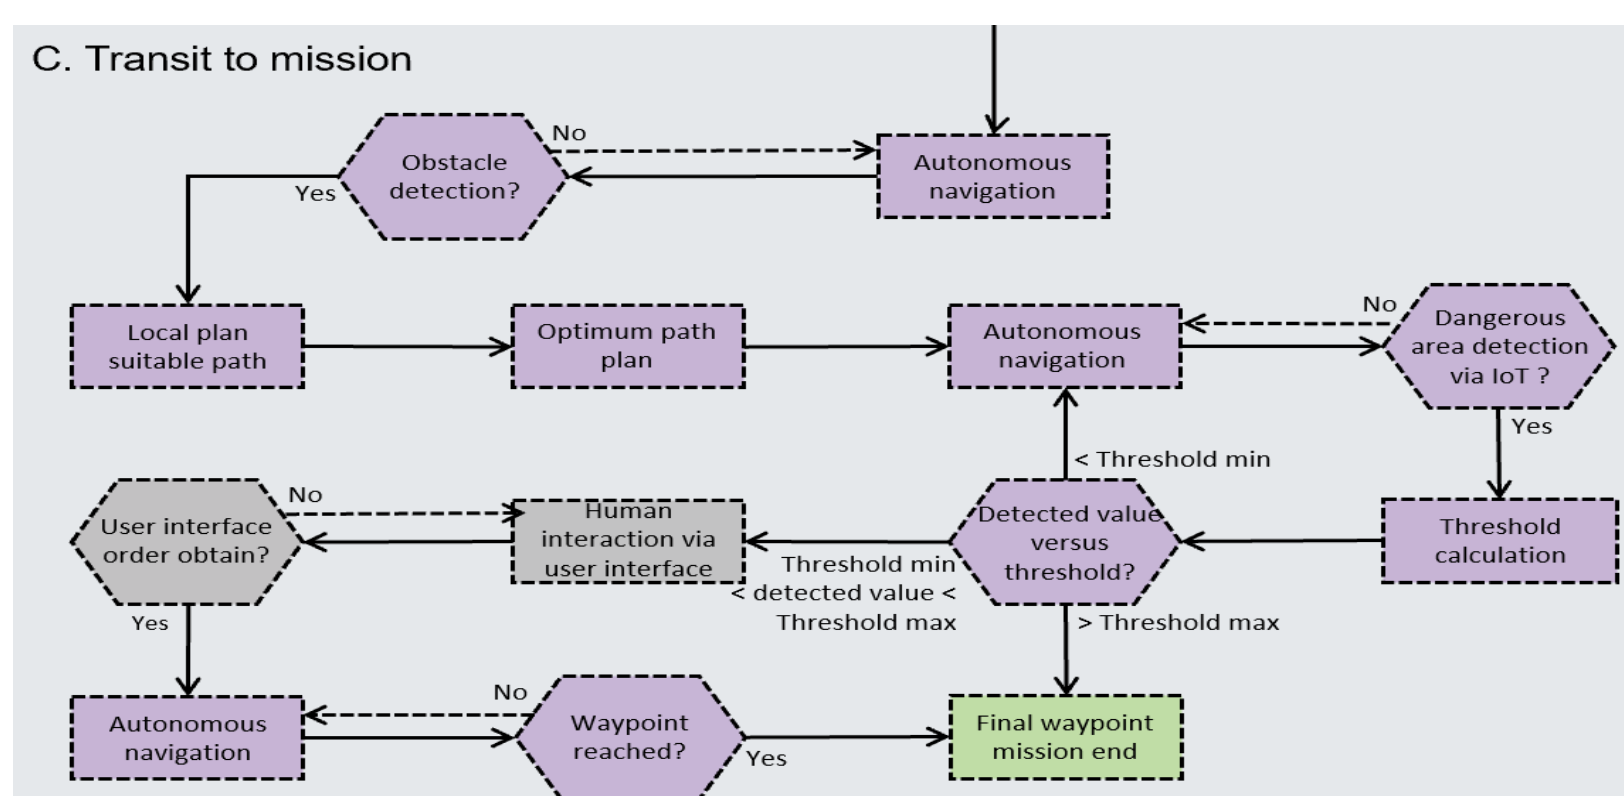 C. Transit to mission
No
Obstacle
detection?
Autonomous
navigation
Yes
Local plan
suitable path
Optimum path
plan
Autonomous
navigation
No
Dangerous
area detection
via IoT ?
Yes
< Threshold min
No
User interface
order obtain?
Human
interaction via
user interface
Detected value
versus
threshold?
Threshold
calculation
Threshold min
< detected value <
Threshold max
Yes
> Threshold max
Autonomous
navigation
No
Waypoint
reached?
Yes
Final waypoint
mission end